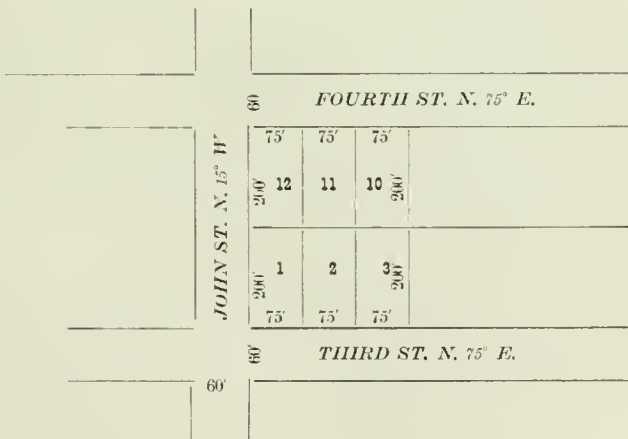 60
FOURTH ST. N. 75° E.
75' 75' 75'
JOHN ST. N. 15° W
200' 12 11 10 200'
200' 1 2 3 200'
75' 75' 75'
60' THIRD ST. N. 75° E.
60'